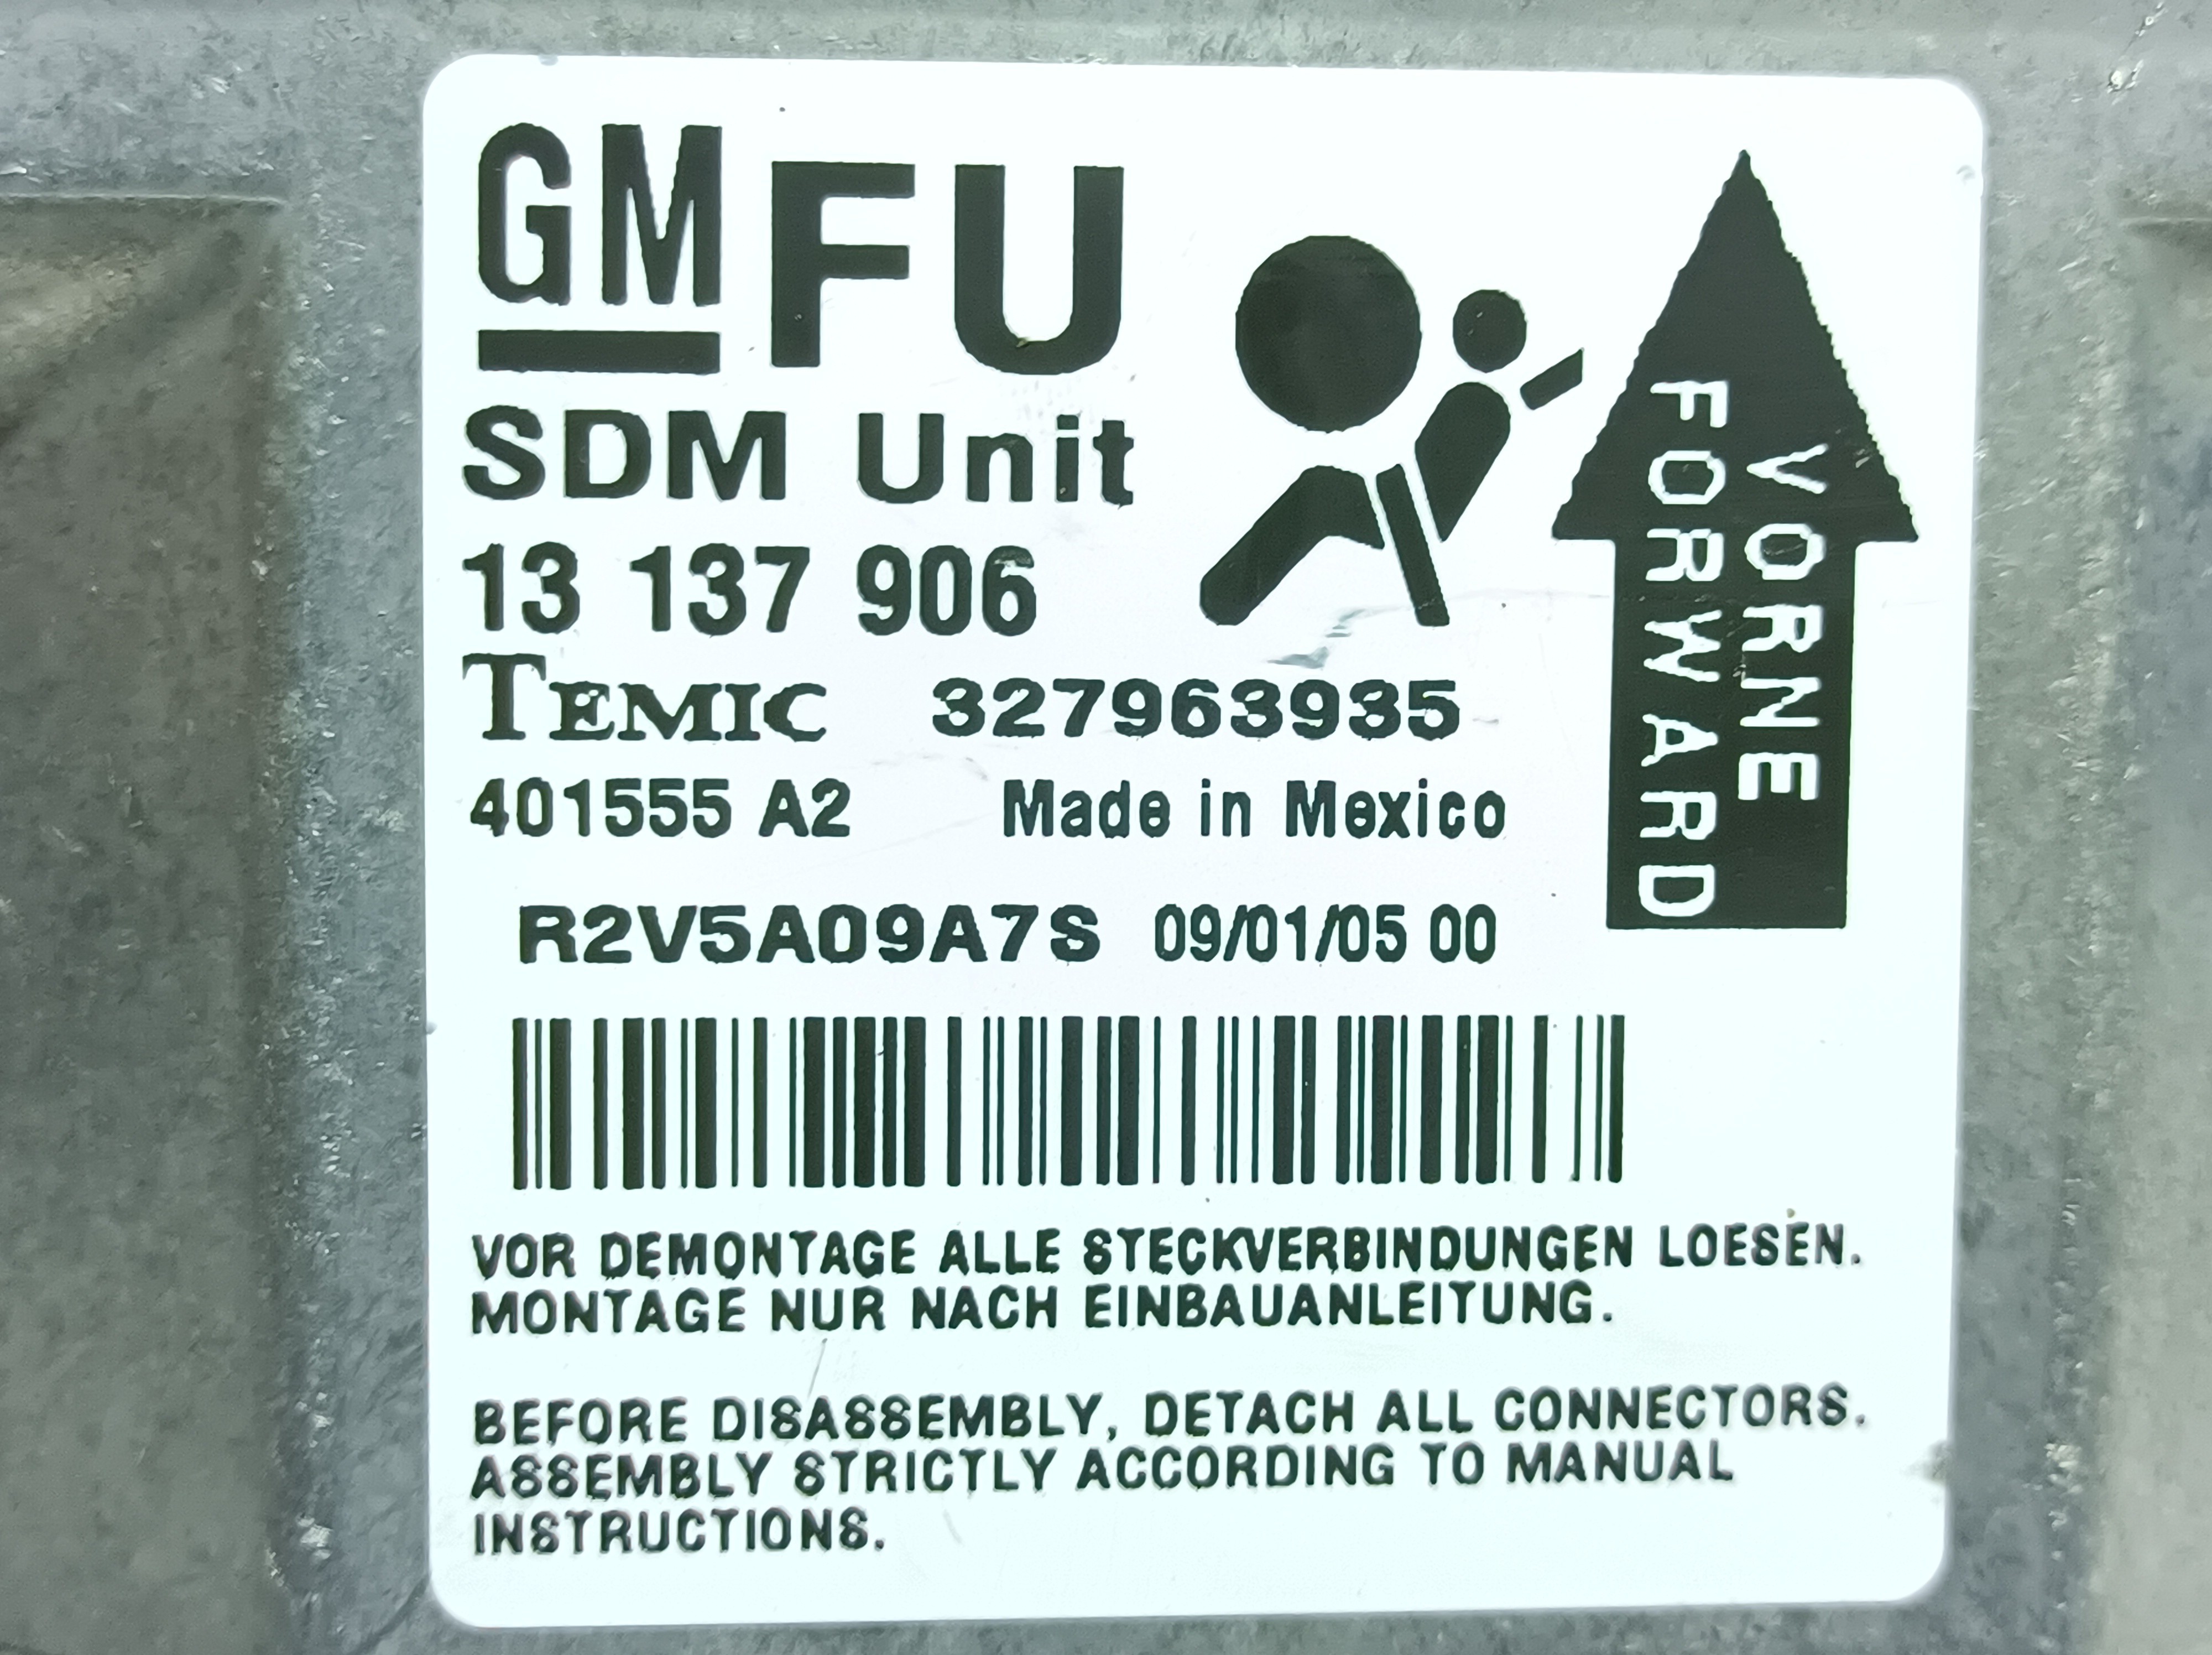 GM FU
SDM Unit
13 137 906
TEMIC 327963935
401555 A2 Made in Mexico
R2V5A09A7S 09/01/05 00
VORNE
FORWARD
VOR DEMONTAGE ALLE STECKVERBINDUNGEN LOESEN.
MONTAGE NUR NACH EINBAUANLEITUNG.
BEFORE DISASSEMBLY, DETACH ALL CONNECTORS.
ASSEMBLY STRICTLY ACCORDING TO MANUAL
INSTRUCTIONS.